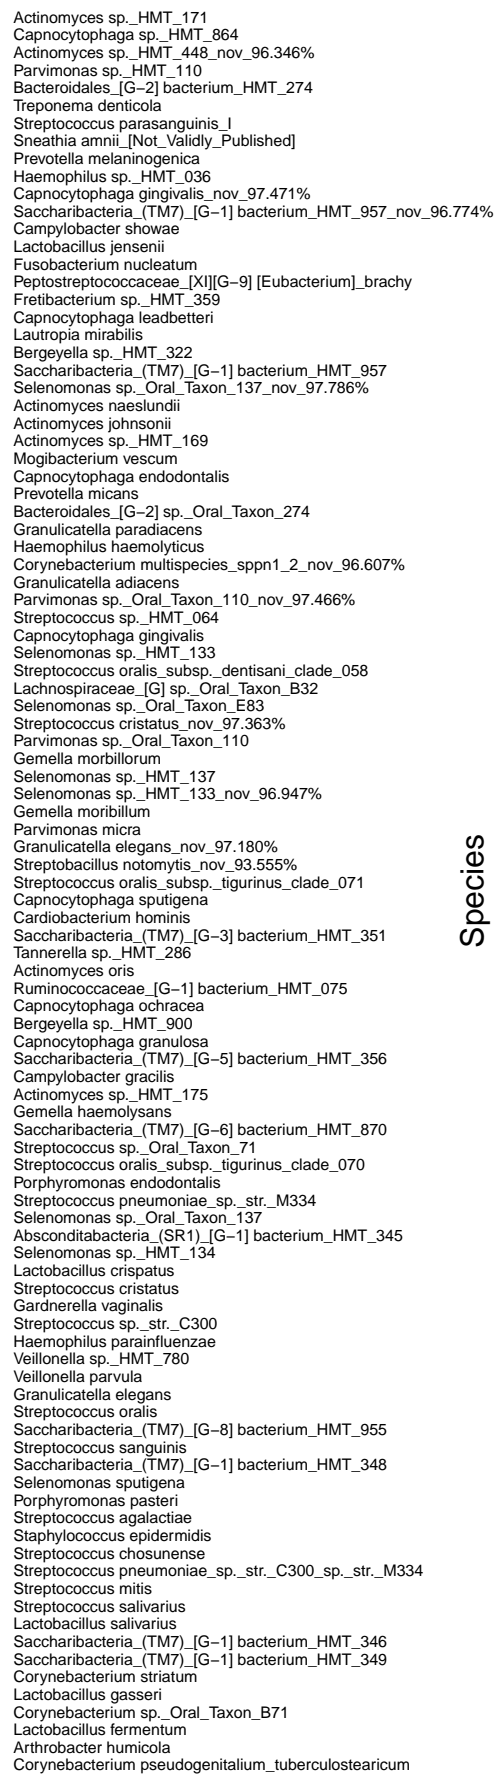 Actinomyces sp._HMT_171
Capnocytophaga sp._HMT_864
Actinomyces sp._HMT_448_nov_96.346%
Parvimonas sp._HMT_110
Bacteroidales_[G−2] bacterium_HMT_274
Treponema denticola
Streptococcus parasanguinis_I
Sneathia amnii_[Not_Validly_Published]
Prevotella melaninogenica
Haemophilus sp._HMT_036
Capnocytophaga gingivalis_nov_97.471%
Saccharibacteria_(TM7)_[G−1] bacterium_HMT_957_nov_96.774%
Campylobacter showae
Lactobacillus jensenii
Fusobacterium nucleatum
Peptostreptococcaceae_[XI][G−9] [Eubacterium]_brachy
Fretibacterium sp._HMT_359
Capnocytophaga leadbetteri
Lautropia mirabilis
Bergeyella sp._HMT_322
Saccharibacteria_(TM7)_[G−1] bacterium_HMT_957
Selenomonas sp._Oral_Taxon_137_nov_97.786%
Actinomyces naeslundii
Actinomyces johnsonii
Actinomyces sp._HMT_169
Mogibacterium vescum
Capnocytophaga endodontalis
Prevotella micans
Bacteroidales_[G−2] sp._Oral_Taxon_274
Granulicatella paradiacens
Haemophilus haemolyticus
Corynebacterium multispecies_sppn1_2_nov_96.607%
Granulicatella adiacens
Parvimonas sp._Oral_Taxon_110_nov_97.466%
Streptococcus sp._HMT_064
Capnocytophaga gingivalis
Selenomonas sp._HMT_133
Streptococcus oralis_subsp._dentisani_clade_058
Lachnospiraceae_[G] sp._Oral_Taxon_B32
Selenomonas sp._Oral_Taxon_E83
Streptococcus cristatus_nov_97.363%
Parvimonas sp._Oral_Taxon_110
Gemella morbillorum
Selenomonas sp._HMT_137
Selenomonas sp._HMT_133_nov_96.947%
Gemella moribillum
Parvimonas micra
Granulicatella elegans_nov_97.180%
Streptobacillus notomytis_nov_93.555%
Streptococcus oralis_subsp._tigurinus_clade_071
Capnocytophaga sputigena
Cardiobacterium hominis
Saccharibacteria_(TM7)_[G−3] bacterium_HMT_351
Tannerella sp._HMT_286
Actinomyces oris
Ruminococcaceae_[G−1] bacterium_HMT_075
Capnocytophaga ochracea
Bergeyella sp._HMT_900
Capnocytophaga granulosa
Saccharibacteria_(TM7)_[G−5] bacterium_HMT_356
Campylobacter gracilis
Actinomyces sp._HMT_175
Gemella haemolysans
Saccharibacteria_(TM7)_[G−6] bacterium_HMT_870
Streptococcus sp._Oral_Taxon_71
Streptococcus oralis_subsp._tigurinus_clade_070
Porphyromonas endodontalis
Streptococcus pneumoniae_sp._str._M334
Selenomonas sp._Oral_Taxon_137
Absconditabacteria_(SR1)_[G−1] bacterium_HMT_345
Selenomonas sp._HMT_134
Lactobacillus crispatus
Streptococcus cristatus
Gardnerella vaginalis
Streptococcus sp._str._C300
Haemophilus parainfluenzae
Veillonella sp._HMT_780
Veillonella parvula
Granulicatella elegans
Streptococcus oralis
Saccharibacteria_(TM7)_[G−8] bacterium_HMT_955
Streptococcus sanguinis
Saccharibacteria_(TM7)_[G−1] bacterium_HMT_348
Selenomonas sputigena
Porphyromonas pasteri
Streptococcus agalactiae
Staphylococcus epidermidis
Streptococcus chosunense
Streptococcus pneumoniae_sp._str._C300_sp._str._M334
Streptococcus mitis
Streptococcus salivarius
Lactobacillus salivarius
Saccharibacteria_(TM7)_[G−1] bacterium_HMT_346
Saccharibacteria_(TM7)_[G−1] bacterium_HMT_349
Corynebacterium striatum
Lactobacillus gasseri
Corynebacterium sp._Oral_Taxon_B71
Lactobacillus fermentum
Arthrobacter humicola
Corynebacterium pseudogenitalium_tuberculostearicum
Species